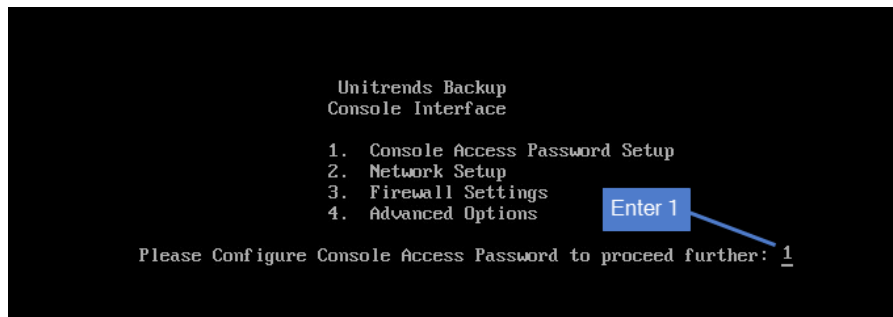 Unitrends Backup
Console Interface
1. Console Access Password Setup
2. Network Setup
3. Firewall Settings
4. Advanced Options
Enter 1
Please Configure Console Access Password to proceed further: 1